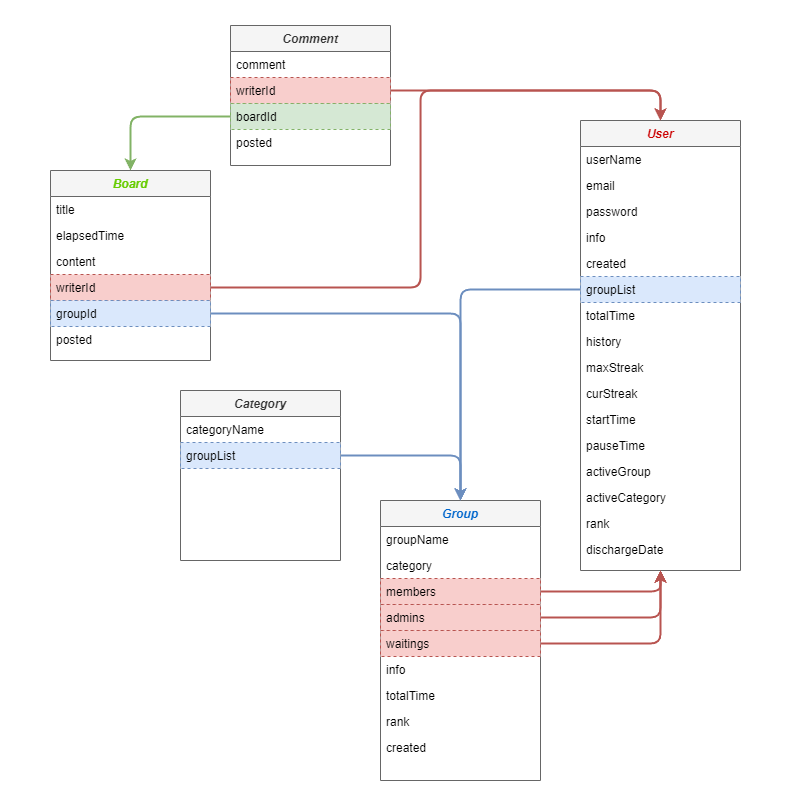 Comment
comment
writerId
boardId
posted
Board
title
elapsedTime
content
writerId
groupId
posted
User
userName
email
password
info
created
groupList
totalTime
history
maxStreak
curStreak
startTime
pauseTime
activeGroup
activeCategory
rank
dischargeDate
Category
categoryName
groupList
Group
groupName
category
members
admins
waitings
info
totalTime
rank
created